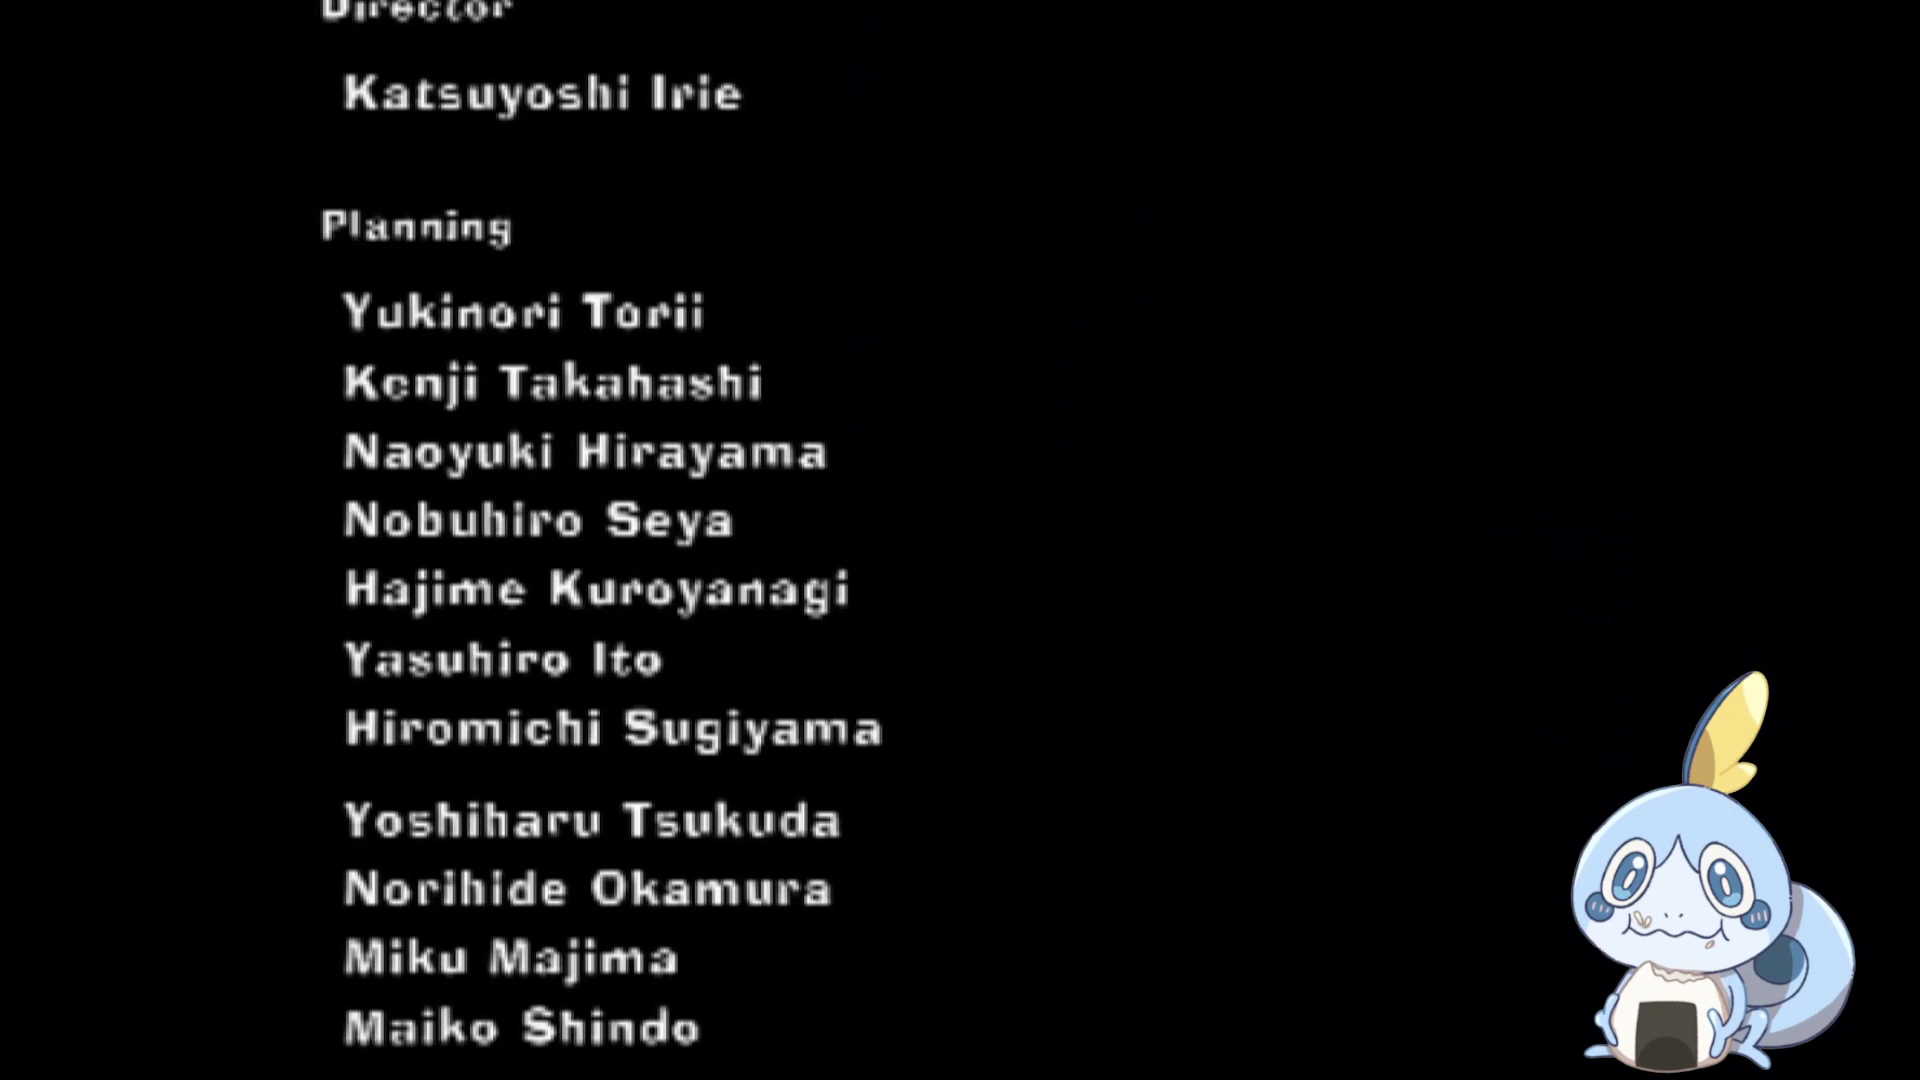 Director
Katsuyoshi Irie
Planning
Yukinori Torii
Kenji Takahashi
Naoyuki Hirayama
Nobuhiro Seya
Hajime Kuroyanagi
Yasuhiro Ito
Hiromichi Sugiyama
Yoshiharu Tsukuda
Norihide Okamura
Miku Majima
Maiko Shindo